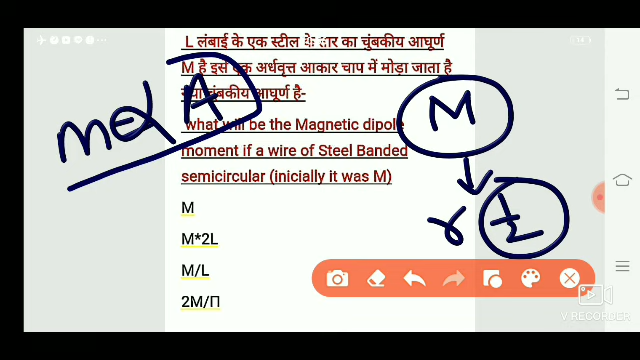 L लंबाई के एक स्टील के तार का चुंबकीय आघूर्ण
M है इस एक अर्धवृत्त आकार चाप में मोड़ा जाता है
चुंबकीय आघूर्ण है-
what will be the Magnetic dipole
moment if a wire of Steel Banded
semicircular (inicially it was M)
M
M*2L
M/L
2M/Π
A
M
V RECORDER